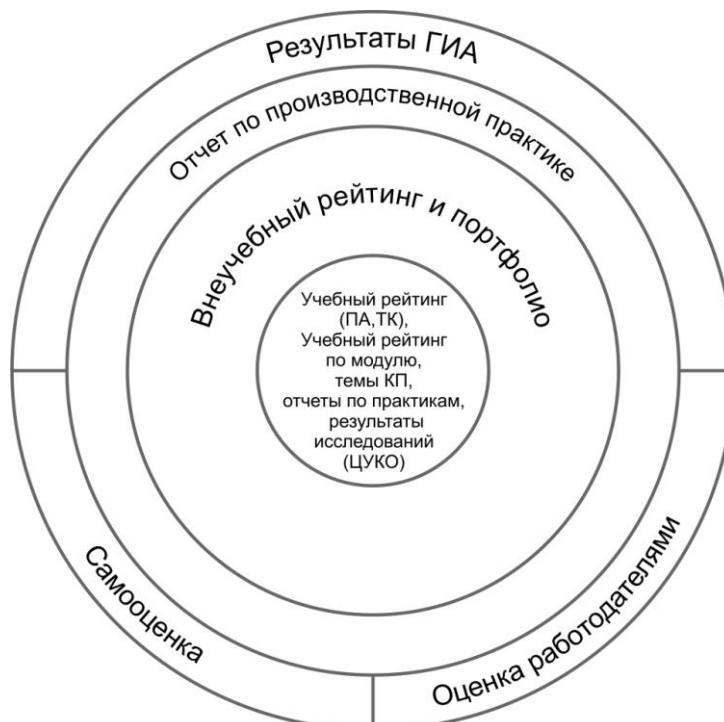 Результаты ГИА
Отчет по производственной практике
Внеучебный рейтинг и портфолио
Учебный рейтинг
(ПА,ТК),
Учебный рейтинг
по модулю,
темы КП,
отчеты по практикам,
результаты
исследований
(ЦУКО)
Самооценка
Оценка работодателями